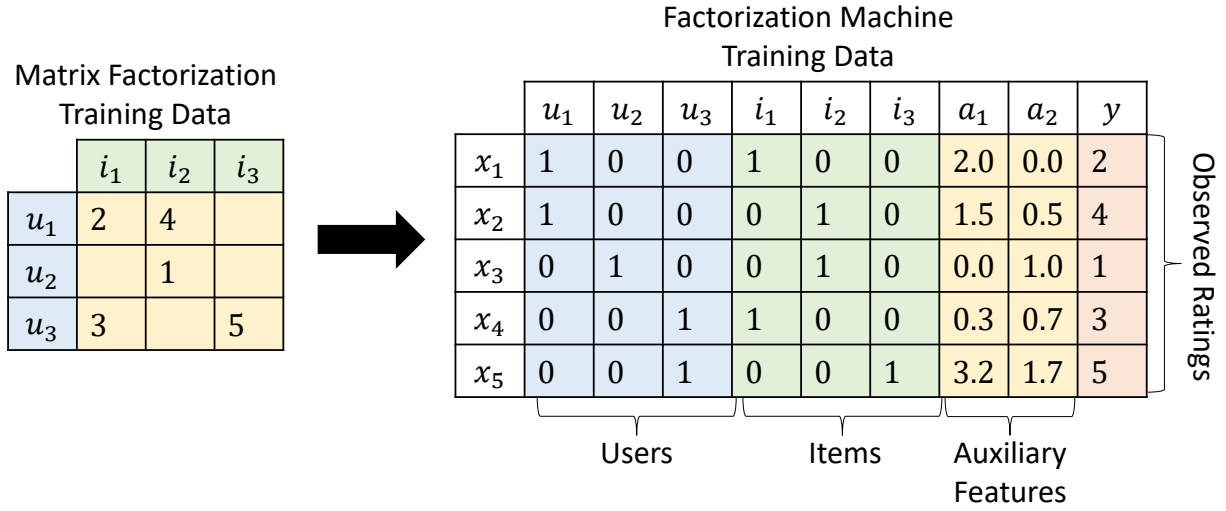 Matrix Factorization
Training Data
i₁ i₂ i₃
u₁ 2 4
u₂ 1
u₃ 3 5
Factorization Machine
Training Data
u₁ u₂ u₃ i₁ i₂ i₃ a₁ a₂ y
x₁ 1 0 0 1 0 0 2.0 0.0 2
x₂ 1 0 0 0 1 0 1.5 0.5 4
x₃ 0 1 0 0 1 0 0.0 1.0 1
x₄ 0 0 1 1 0 0 0.3 0.7 3
x₅ 0 0 1 0 0 1 3.2 1.7 5
Users Items Auxiliary
Features
Observed Ratings